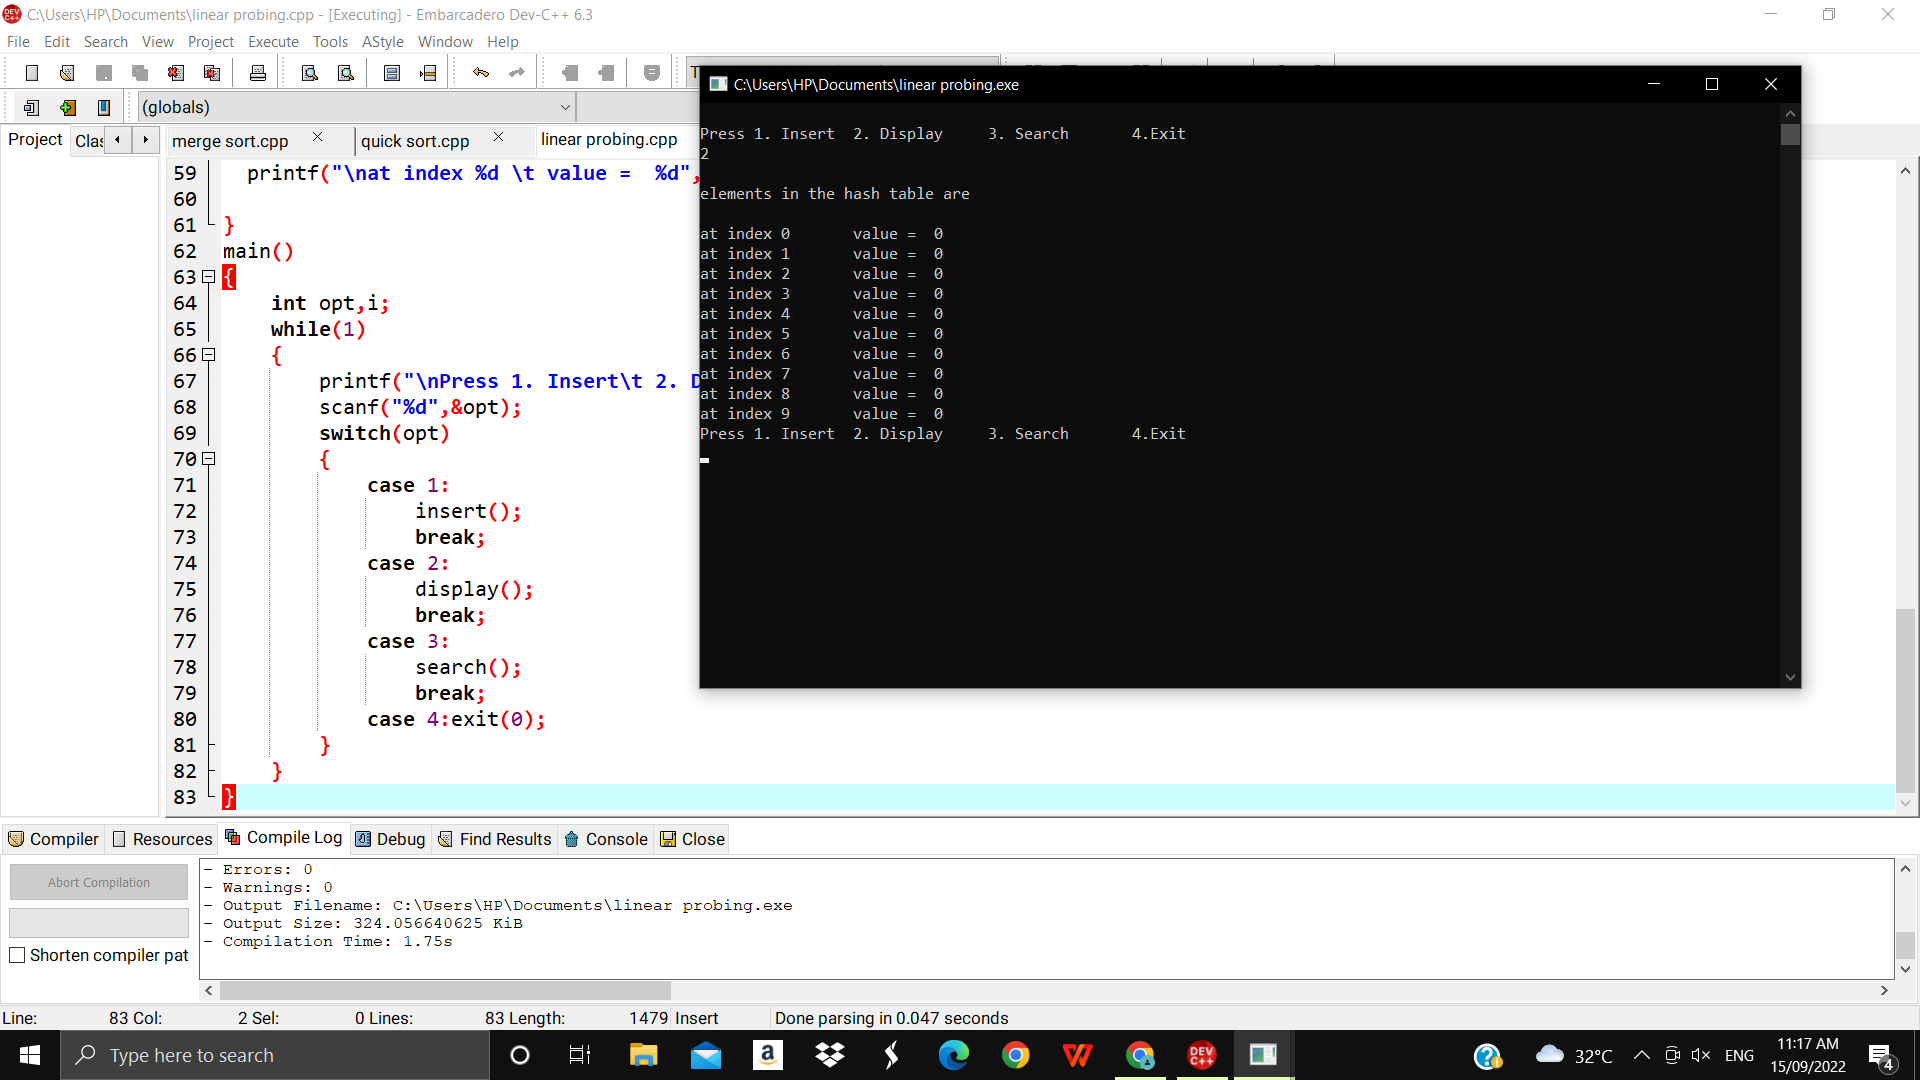 C:\Users\HP\Documents\linear probing.cpp - [Executing] - Embarcadero Dev-C++ 6.3
File Edit Search View Project Execute Tools AStyle Window Help
(globals)
Project Clas merge sort.cpp quick sort.cpp linear probing.cpp
59 printf("\nat index %d \t value =  %d",
60
61 }
62 main()
63 {
64 int opt,i;
65 while(1)
66 {
67 printf("\nPress 1. Insert\t 2. D
68 scanf("%d",&opt);
69 switch(opt)
70 {
71 case 1:
72 insert();
73 break;
74 case 2:
75 display();
76 break;
77 case 3:
78 search();
79 break;
80 case 4:exit(0);
81 }
82 }
83 }
C:\Users\HP\Documents\linear probing.exe
Press 1. Insert  2. Display     3. Search       4.Exit
2
elements in the hash table are
at index 0       value =  0
at index 1       value =  0
at index 2       value =  0
at index 3       value =  0
at index 4       value =  0
at index 5       value =  0
at index 6       value =  0
at index 7       value =  0
at index 8       value =  0
at index 9       value =  0
Press 1. Insert  2. Display     3. Search       4.Exit
Compiler Resources Compile Log Debug Find Results Console Close
Abort Compilation
Shorten compiler pat
- Errors: 0
- Warnings: 0
- Output Filename: C:\Users\HP\Documents\linear probing.exe
- Output Size: 324.056640625 KiB
- Compilation Time: 1.75s
Line: 83 Col: 2 Sel: 0 Lines: 83 Length: 1479 Insert Done parsing in 0.047 seconds
Type here to search
32°C ENG
11:17 AM
15/09/2022
4